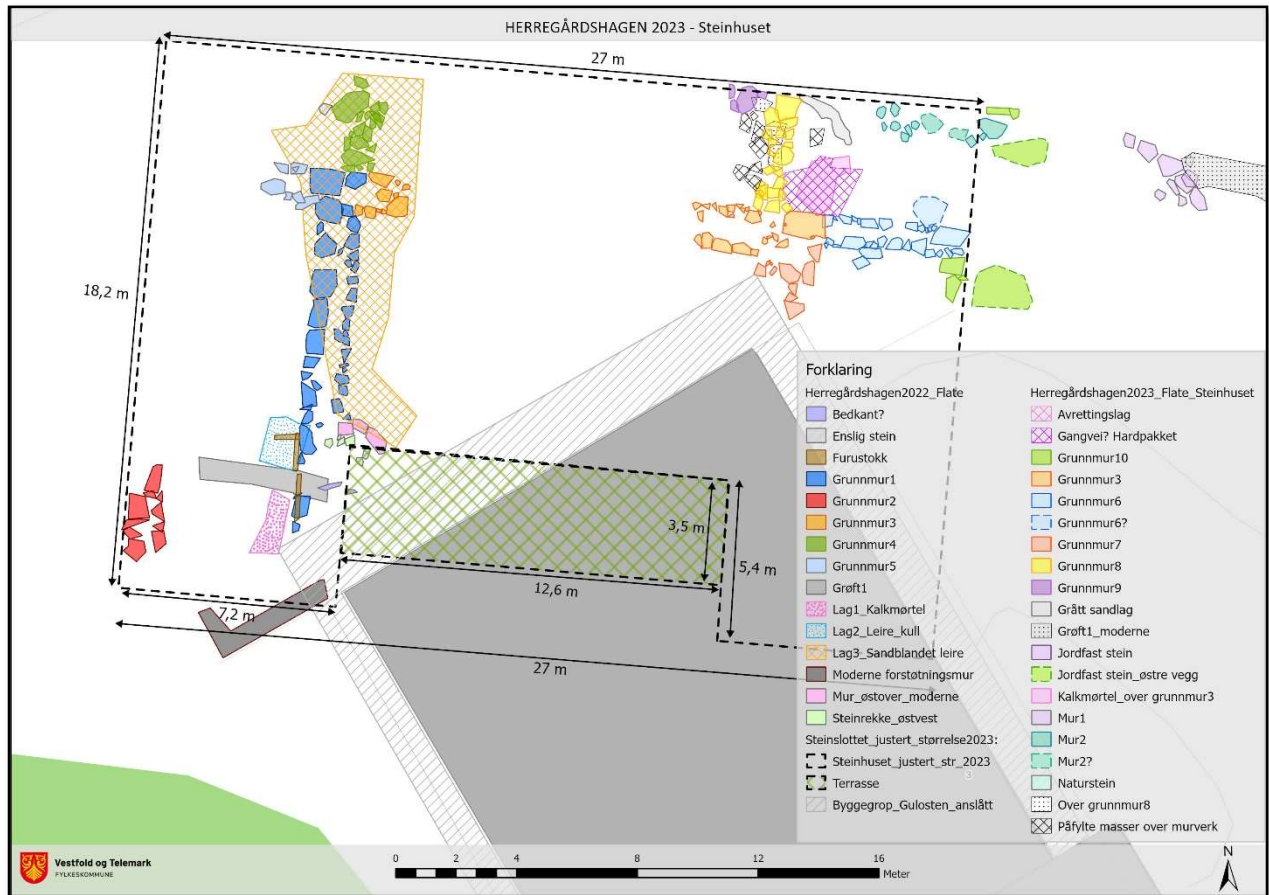 HERREGÅRDSHAGEN 2023 - Steinhuset
27 m
18,2 m
3,5 m
5,4 m
12,6 m
7,2 m
27 m
Forklaring
Herregårdshagen2022_Flate
Bedkant?
Enslig stein
Furustokk
Grunnmur1
Grunnmur2
Grunnmur3
Grunnmur4
Grunnmur5
Grøft1
Lag1_Kalkmørtel
Lag2_Leire_kull
Lag3_Sandblandet leire
Moderne forstøtningsmur
Mur_østover_moderne
Steinrekke_østvest
Steinslottet_justert_størrelse2023:
Steinhuset_justert_str_2023
Terrasse
Byggegrop_Gulosten_anslått
Herregårdshagen2023_Flate_Steinhuset
Avrettingslag
Gangvei? Hardpakket
Grunnmur10
Grunnmur3
Grunnmur6
Grunnmur6?
Grunnmur7
Grunnmur8
Grunnmur9
Grått sandlag
Grøft1_moderne
Jordfast stein
Jordfast stein_østre vegg
Kalkmørtel_over grunnmur3
Mur1
Mur2
Mur2?
Naturstein
Over grunnmur8
Påfylte masser over murverk
3
Vestfold og Telemark
FYLKESKOMMUNE
0 2 4 8 12 16
Meter
N